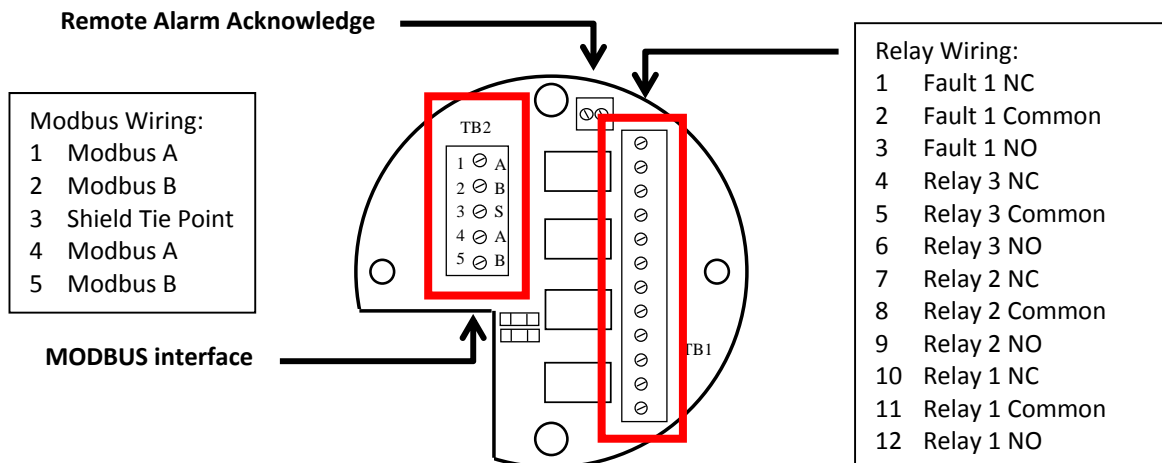 Remote Alarm Acknowledge
Modbus Wiring:
1 Modbus A
2 Modbus B
3 Shield Tie Point
4 Modbus A
5 Modbus B
MODBUS interface
TB2
1 A
2 B
3 S
4 A
5 B
TB1
Relay Wiring:
1 Fault 1 NC
2 Fault 1 Common
3 Fault 1 NO
4 Relay 3 NC
5 Relay 3 Common
6 Relay 3 NO
7 Relay 2 NC
8 Relay 2 Common
9 Relay 2 NO
10 Relay 1 NC
11 Relay 1 Common
12 Relay 1 NO